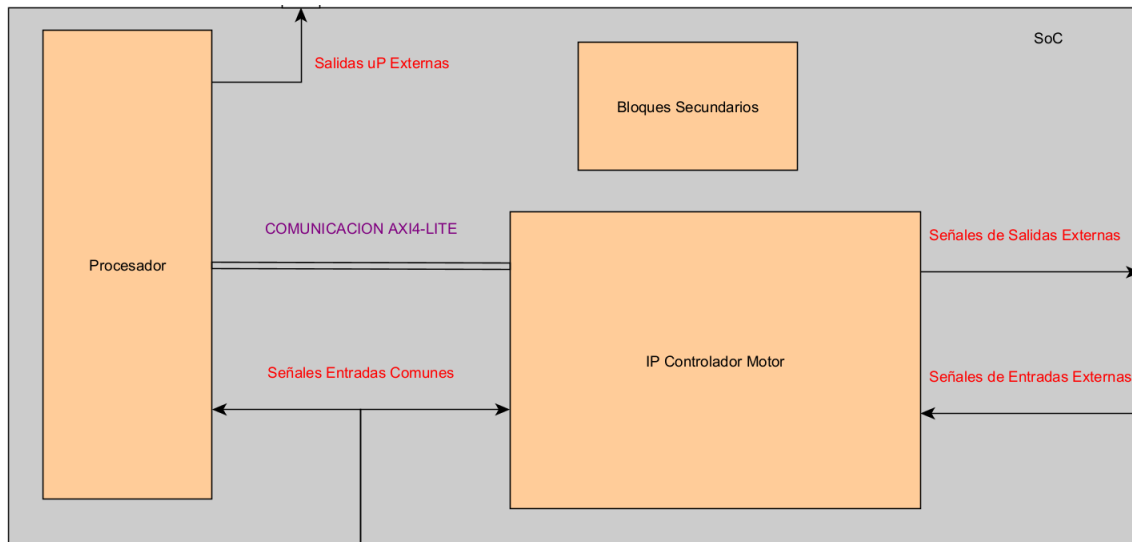 SoC
Salidas uP Externas
Bloques Secundarios
COMUNICACION AXI4-LITE
Señales de Salidas Externas
Procesador
IP Controlador Motor
Señales Entradas Comunes
Señales de Entradas Externas